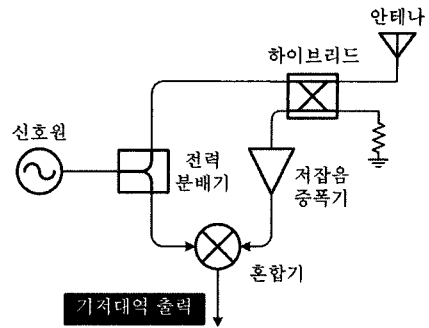 안테나
하이브리드
신호원
전력
분배기
저잡음
증폭기
혼합기
기저대역 출력